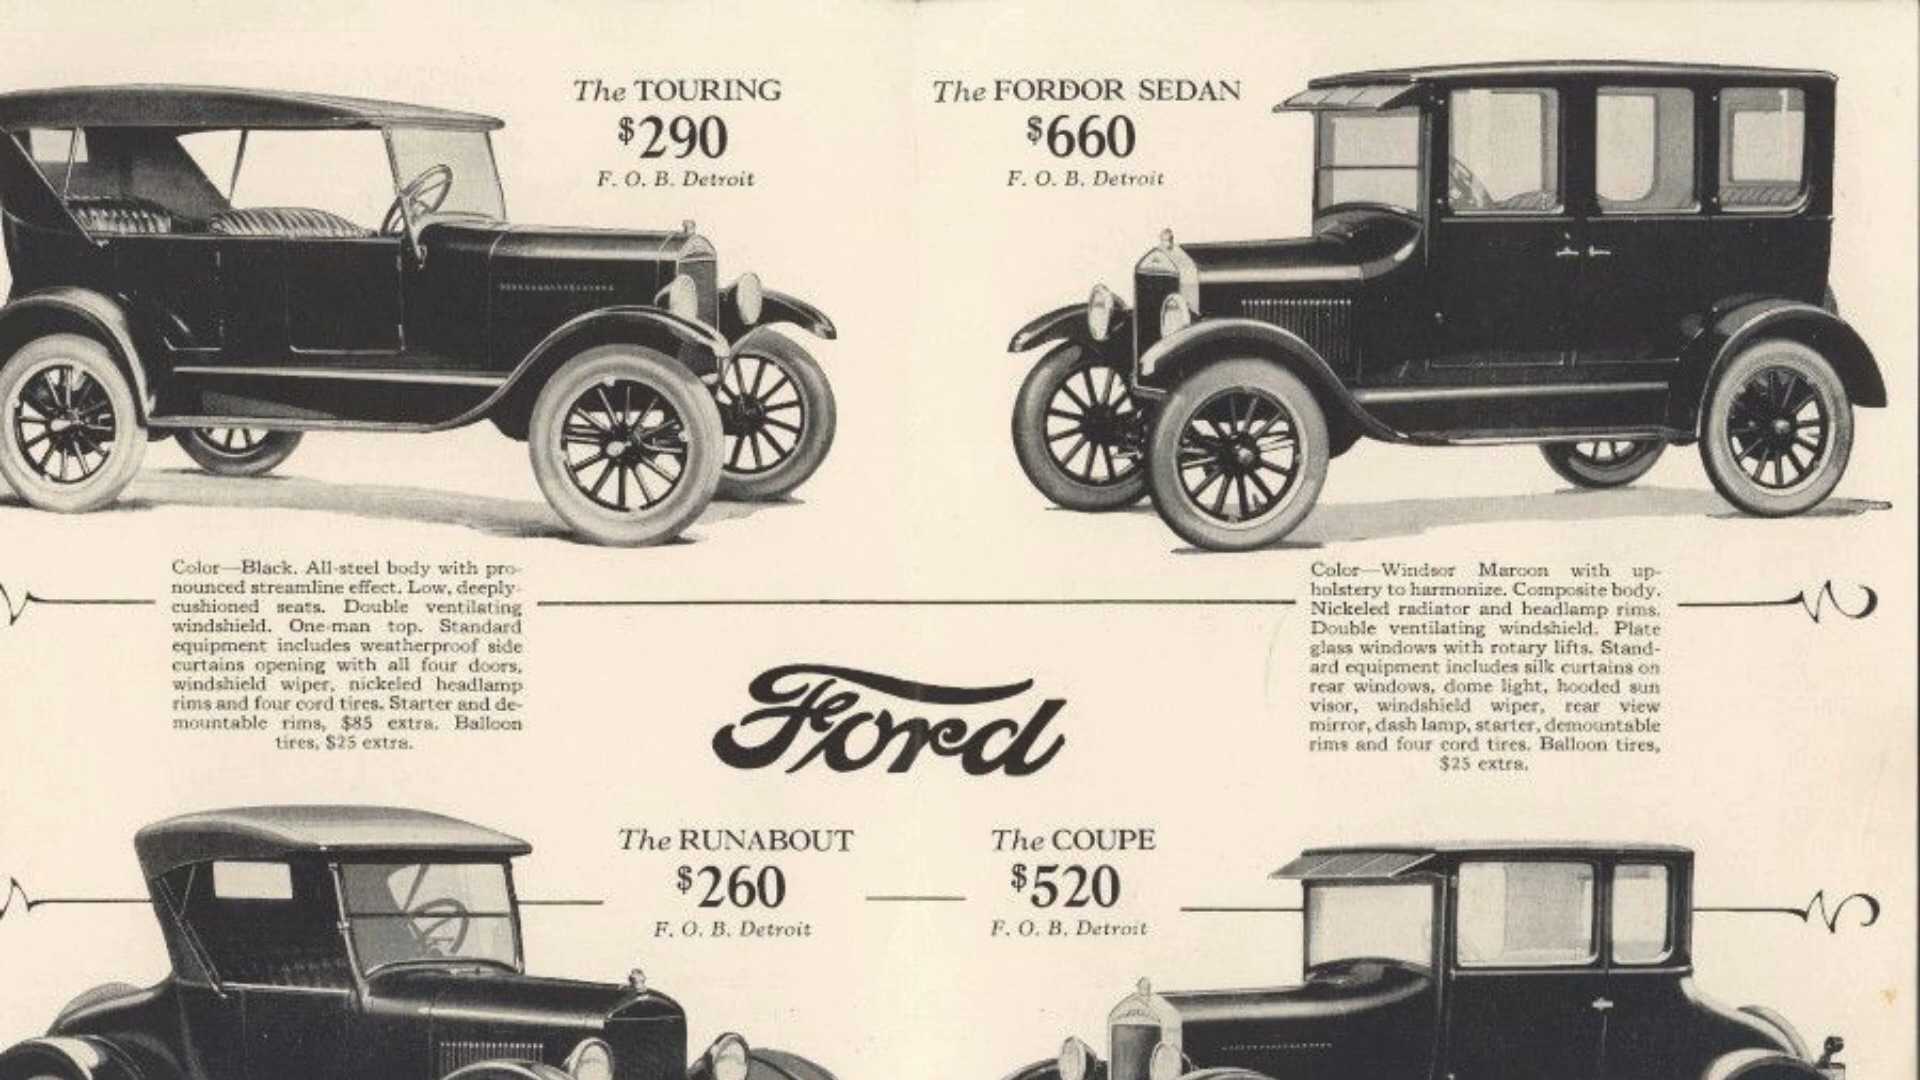 The TOURING
$290
F. O. B. Detroit
The FORDOR SEDAN
$660
F. O. B. Detroit
Color—Black. All-steel body with pro-
nounced streamline effect. Low, deeply-
cushioned seats. Double ventilating
windshield. One-man top. Standard
equipment includes weatherproof side
curtains opening with all four doors,
windshield wiper, nickeled headlamp
rims and four cord tires. Starter and de-
mountable rims, $85 extra. Balloon
tires, $25 extra.
Color—Windsor Maroon with up-
holstery to harmonize. Composite body.
Nickeled radiator and headlamp rims.
Double ventilating windshield. Plate
glass windows with rotary lifts. Stand-
ard equipment includes silk curtains on
rear windows, dome light, hooded sun
visor, windshield wiper, rear view
mirror, dash lamp, starter, demountable
rims and four cord tires. Balloon tires,
$25 extra.
Ford
The RUNABOUT
$260
F. O. B. Detroit
The COUPE
$520
F. O. B. Detroit